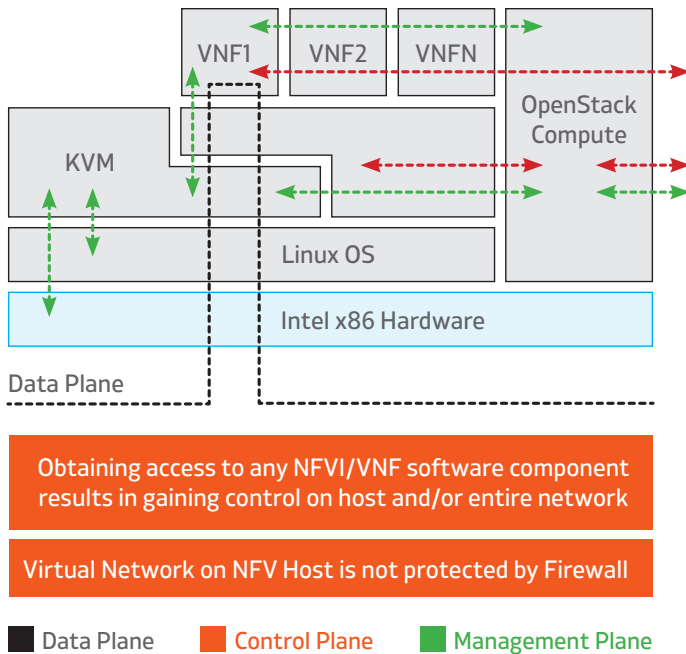 VNF1
VNF2
VNFN
OpenStack
Compute
KVM
Linux OS
Intel x86 Hardware
Data Plane
Obtaining access to any NFVI/VNF software component
results in gaining control on host and/or entire network
Virtual Network on NFV Host is not protected by Firewall
Data Plane
Control Plane
Management Plane